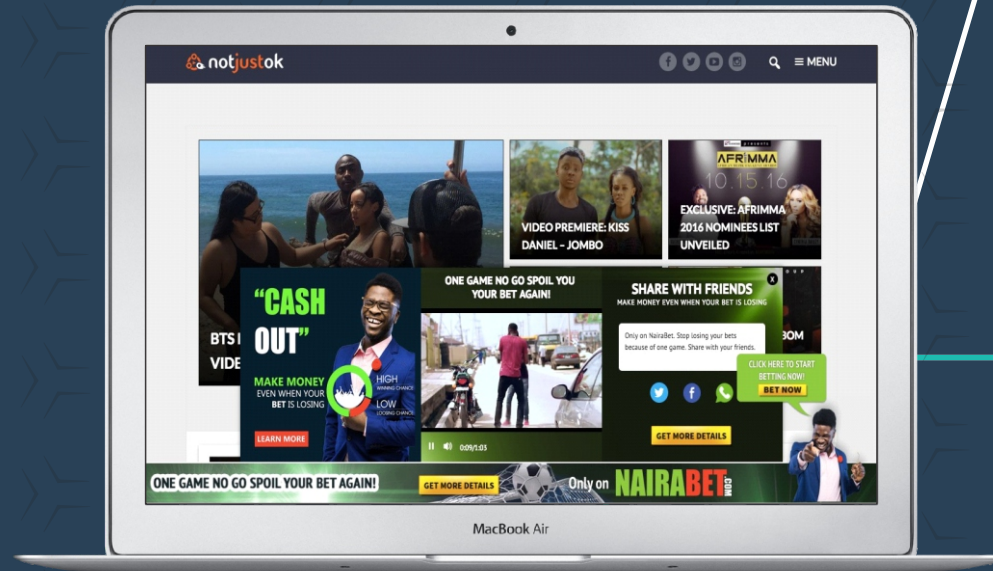 notjustok
MENU
VIDEO PREMIERE: KISS
DANIEL – JOMBO
AFRIMMA
10.15.16
EXCLUSIVE: AFRIMMA
2016 NOMINEES LIST
UNVEILED
BTS
VIDE
"CASH
OUT"
MAKE MONEY
EVEN WHEN YOUR
BET IS LOSING
HIGH
WINNING CHANCE
LOW
LOOSING CHANCE
LEARN MORE
ONE GAME NO GO SPOIL YOU
YOUR BET AGAIN!
0:09/1:03
X
SHARE WITH FRIENDS
MAKE MONEY EVEN WHEN YOUR BET IS LOSING
Only on NairaBet. Stop losing your bets
because of one game. Share with your friends.
GET MORE DETAILS
BOM
CLICK HERE TO START
BETTING NOW!
BET NOW
ONE GAME NO GO SPOIL YOUR BET AGAIN!
GET MORE DETAILS
Only on NAIRABET.COM
MacBook Air